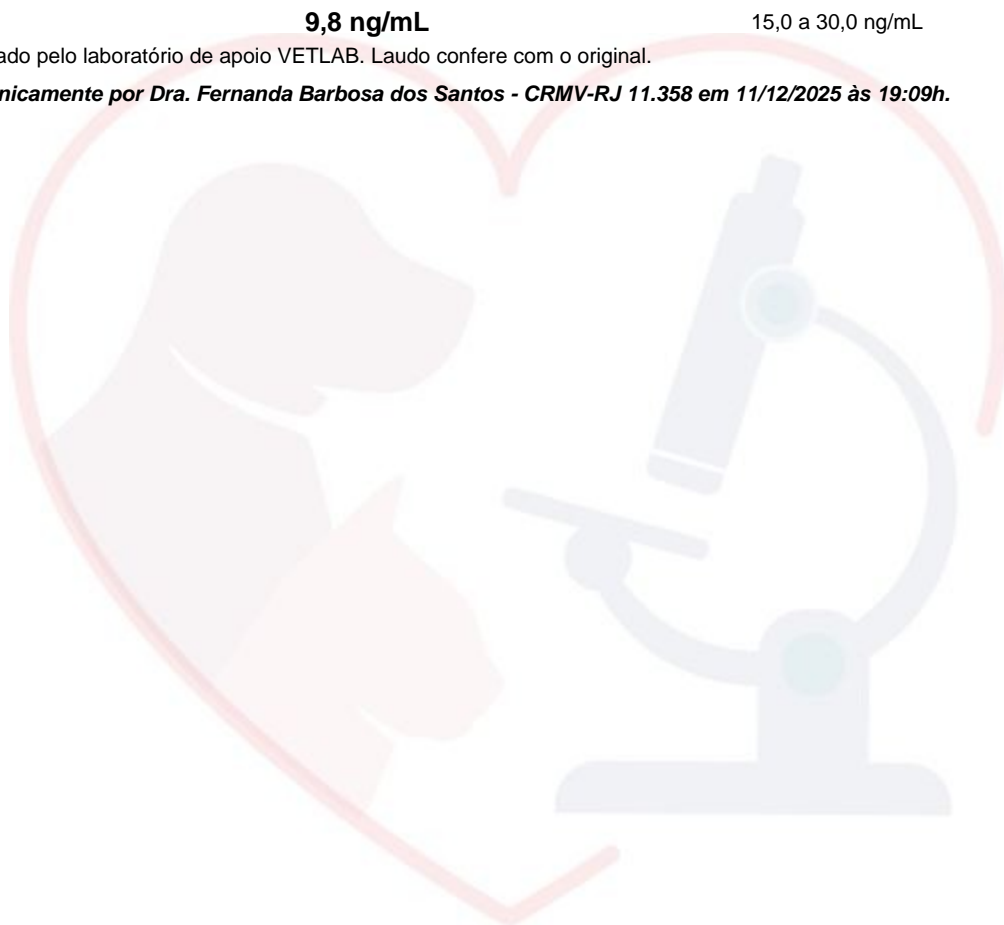 9,8 ng/mL 15,0 a 30,0 ng/mL
ado pelo laboratório de apoio VETLAB. Laudo confere com o original.
nicamente por Dra. Fernanda Barbosa dos Santos - CRMV-RJ 11.358 em 11/12/2025 às 19:09h.